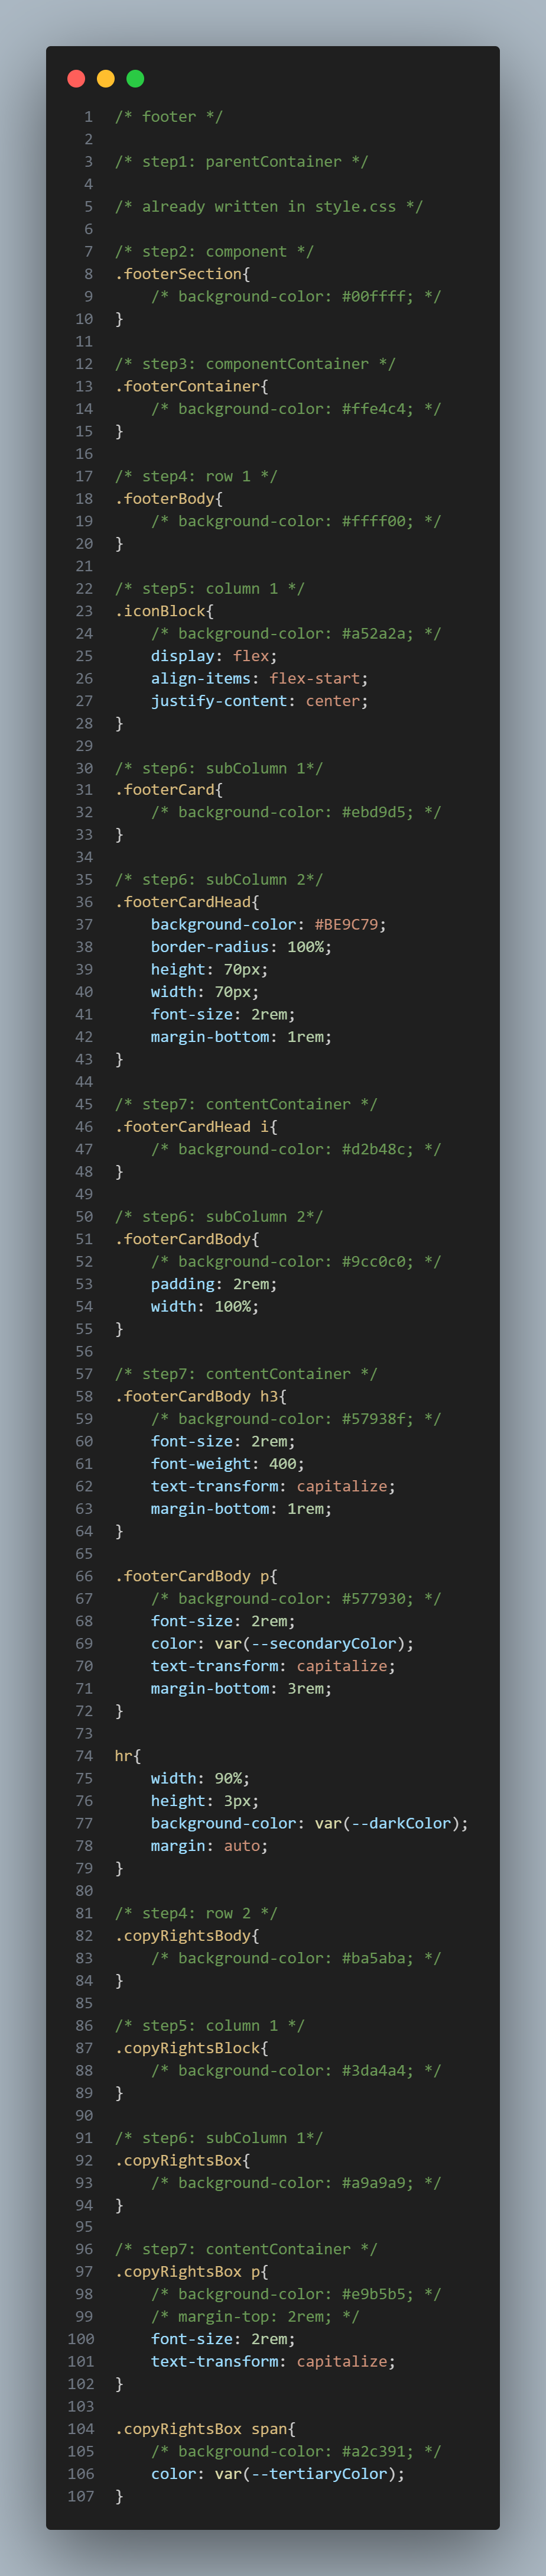 1 /* footer */
2
3 /* step1: parentContainer */
4
5 /* already written in style.css */
6
7 /* step2: component */
8 .footerSection{
9     /* background-color: #00ffff; */
10 }
11
12 /* step3: componentContainer */
13 .footerContainer{
14     /* background-color: #ffe4c4; */
15 }
16
17 /* step4: row 1 */
18 .footerBody{
19     /* background-color: #ffff00; */
20 }
21
22 /* step5: column 1 */
23 .iconBlock{
24     /* background-color: #a52a2a; */
25     display: flex;
26     align-items: flex-start;
27     justify-content: center;
28 }
29
30 /* step6: subColumn 1*/
31 .footerCard{
32     /* background-color: #ebd9d5; */
33 }
34
35 /* step6: subColumn 2*/
36 .footerCardHead{
37     background-color: #BE9C79;
38     border-radius: 100%;
39     height: 70px;
40     width: 70px;
41     font-size: 2rem;
42     margin-bottom: 1rem;
43 }
44
45 /* step7: contentContainer */
46 .footerCardHead i{
47     /* background-color: #d2b48c; */
48 }
49
50 /* step6: subColumn 2*/
51 .footerCardBody{
52     /* background-color: #9cc0c0; */
53     padding: 2rem;
54     width: 100%;
55 }
56
57 /* step7: contentContainer */
58 .footerCardBody h3{
59     /* background-color: #57938f; */
60     font-size: 2rem;
61     font-weight: 400;
62     text-transform: capitalize;
63     margin-bottom: 1rem;
64 }
65
66 .footerCardBody p{
67     /* background-color: #577930; */
68     font-size: 2rem;
69     color: var(--secondaryColor);
70     text-transform: capitalize;
71     margin-bottom: 3rem;
72 }
73
74 hr{
75     width: 90%;
76     height: 3px;
77     background-color: var(--darkColor);
78     margin: auto;
79 }
80
81 /* step4: row 2 */
82 .copyRightsBody{
83     /* background-color: #ba5aba; */
84 }
85
86 /* step5: column 1 */
87 .copyRightsBlock{
88     /* background-color: #3da4a4; */
89 }
90
91 /* step6: subColumn 1*/
92 .copyRightsBox{
93     /* background-color: #a9a9a9; */
94 }
95
96 /* step7: contentContainer */
97 .copyRightsBox p{
98     /* background-color: #e9b5b5; */
99     /* margin-top: 2rem; */
100     font-size: 2rem;
101     text-transform: capitalize;
102 }
103
104 .copyRightsBox span{
105     /* background-color: #a2c391; */
106     color: var(--tertiaryColor);
107 }